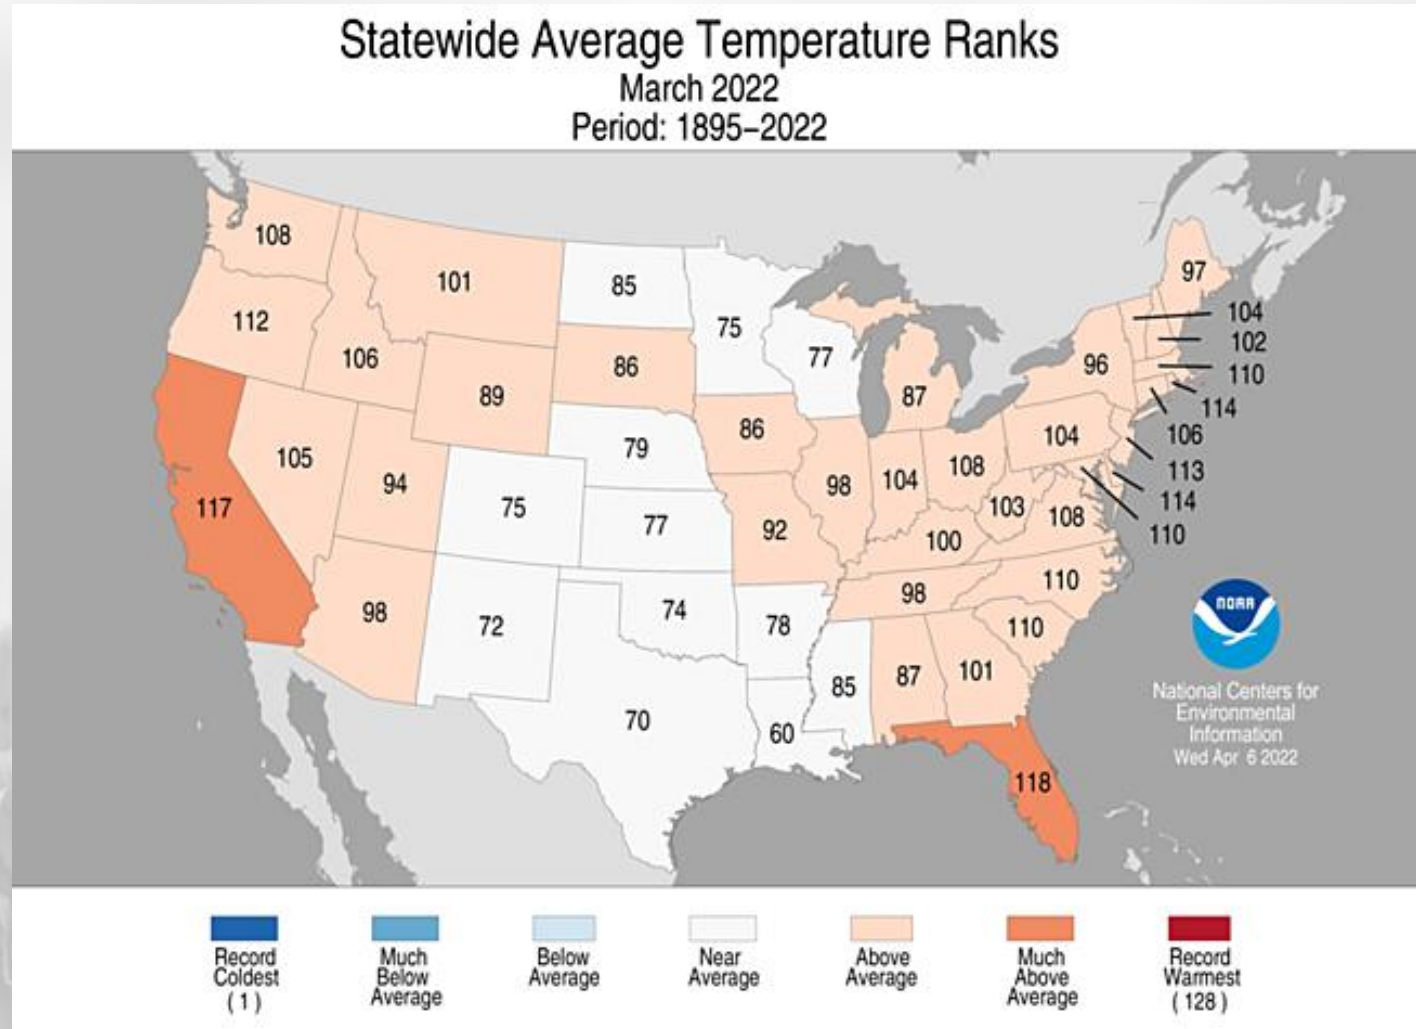 Statewide Average Temperature Ranks
March 2022
Period: 1895–2022
108
101
85
75
77
97
104
102
110
114
106
113
114
110
112
106
89
86
86
87
96
104
105
94
75
79
77
92
98
104
108
103
108
100
110
98
110
117
98
72
74
78
85
87
101
70
60
118
NOAA
National Centers for
Environmental
Information
Wed Apr 6 2022
Record
Coldest
( 1 )
Much
Below
Average
Below
Average
Near
Average
Above
Average
Much
Above
Average
Record
Warmest
( 128 )